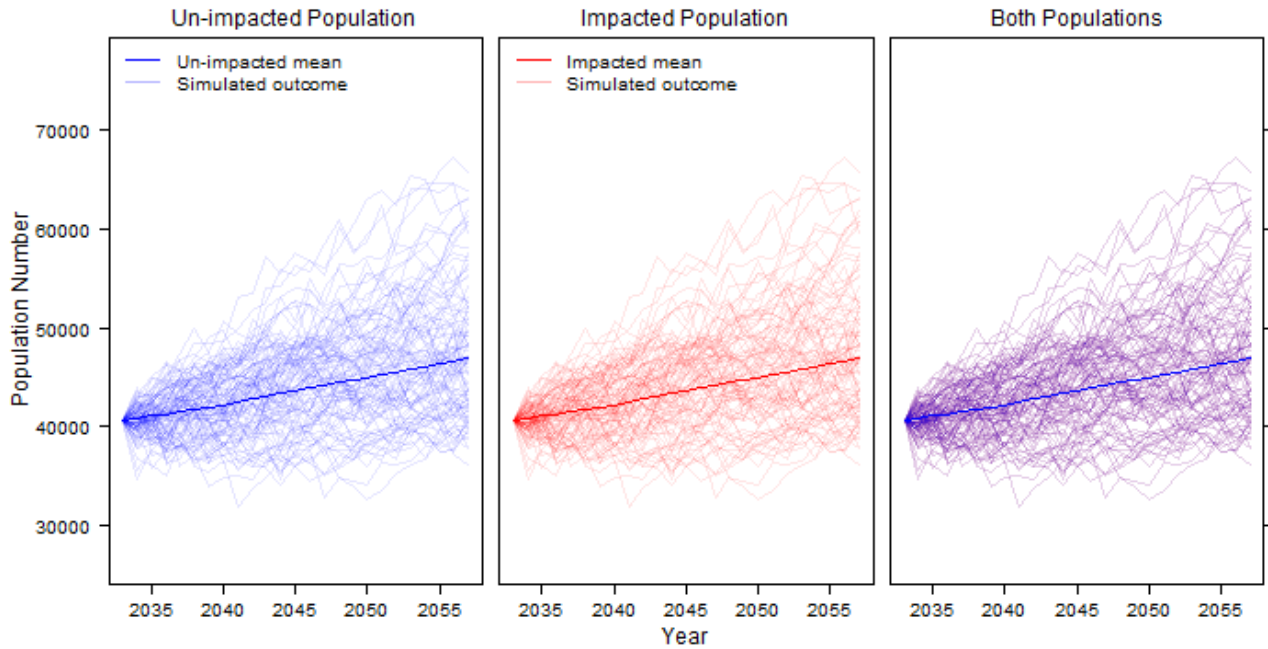 Un-impacted Population
Impacted Population
Both Populations
Un-impacted mean
Simulated outcome
Impacted mean
Simulated outcome
Population Number
70000
60000
50000
40000
30000
2035 2040 2045 2050 2055
2035 2040 2045 2050 2055
2035 2040 2045 2050 2055
Year